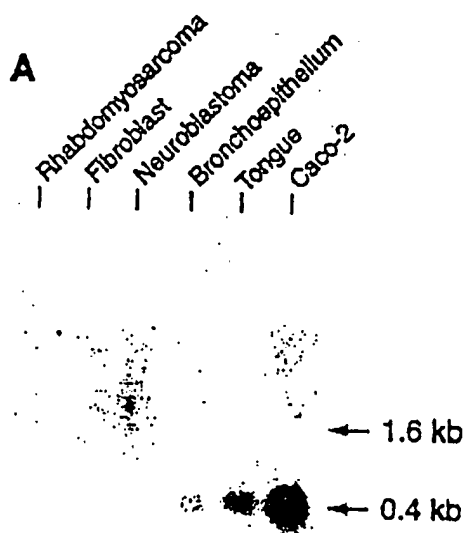 A
Rhabdomyosarcoma
Fibroblast
Neuroblastoma
Bronchoepithelium
Tongue
Caco-2
1.6 kb
0.4 kb